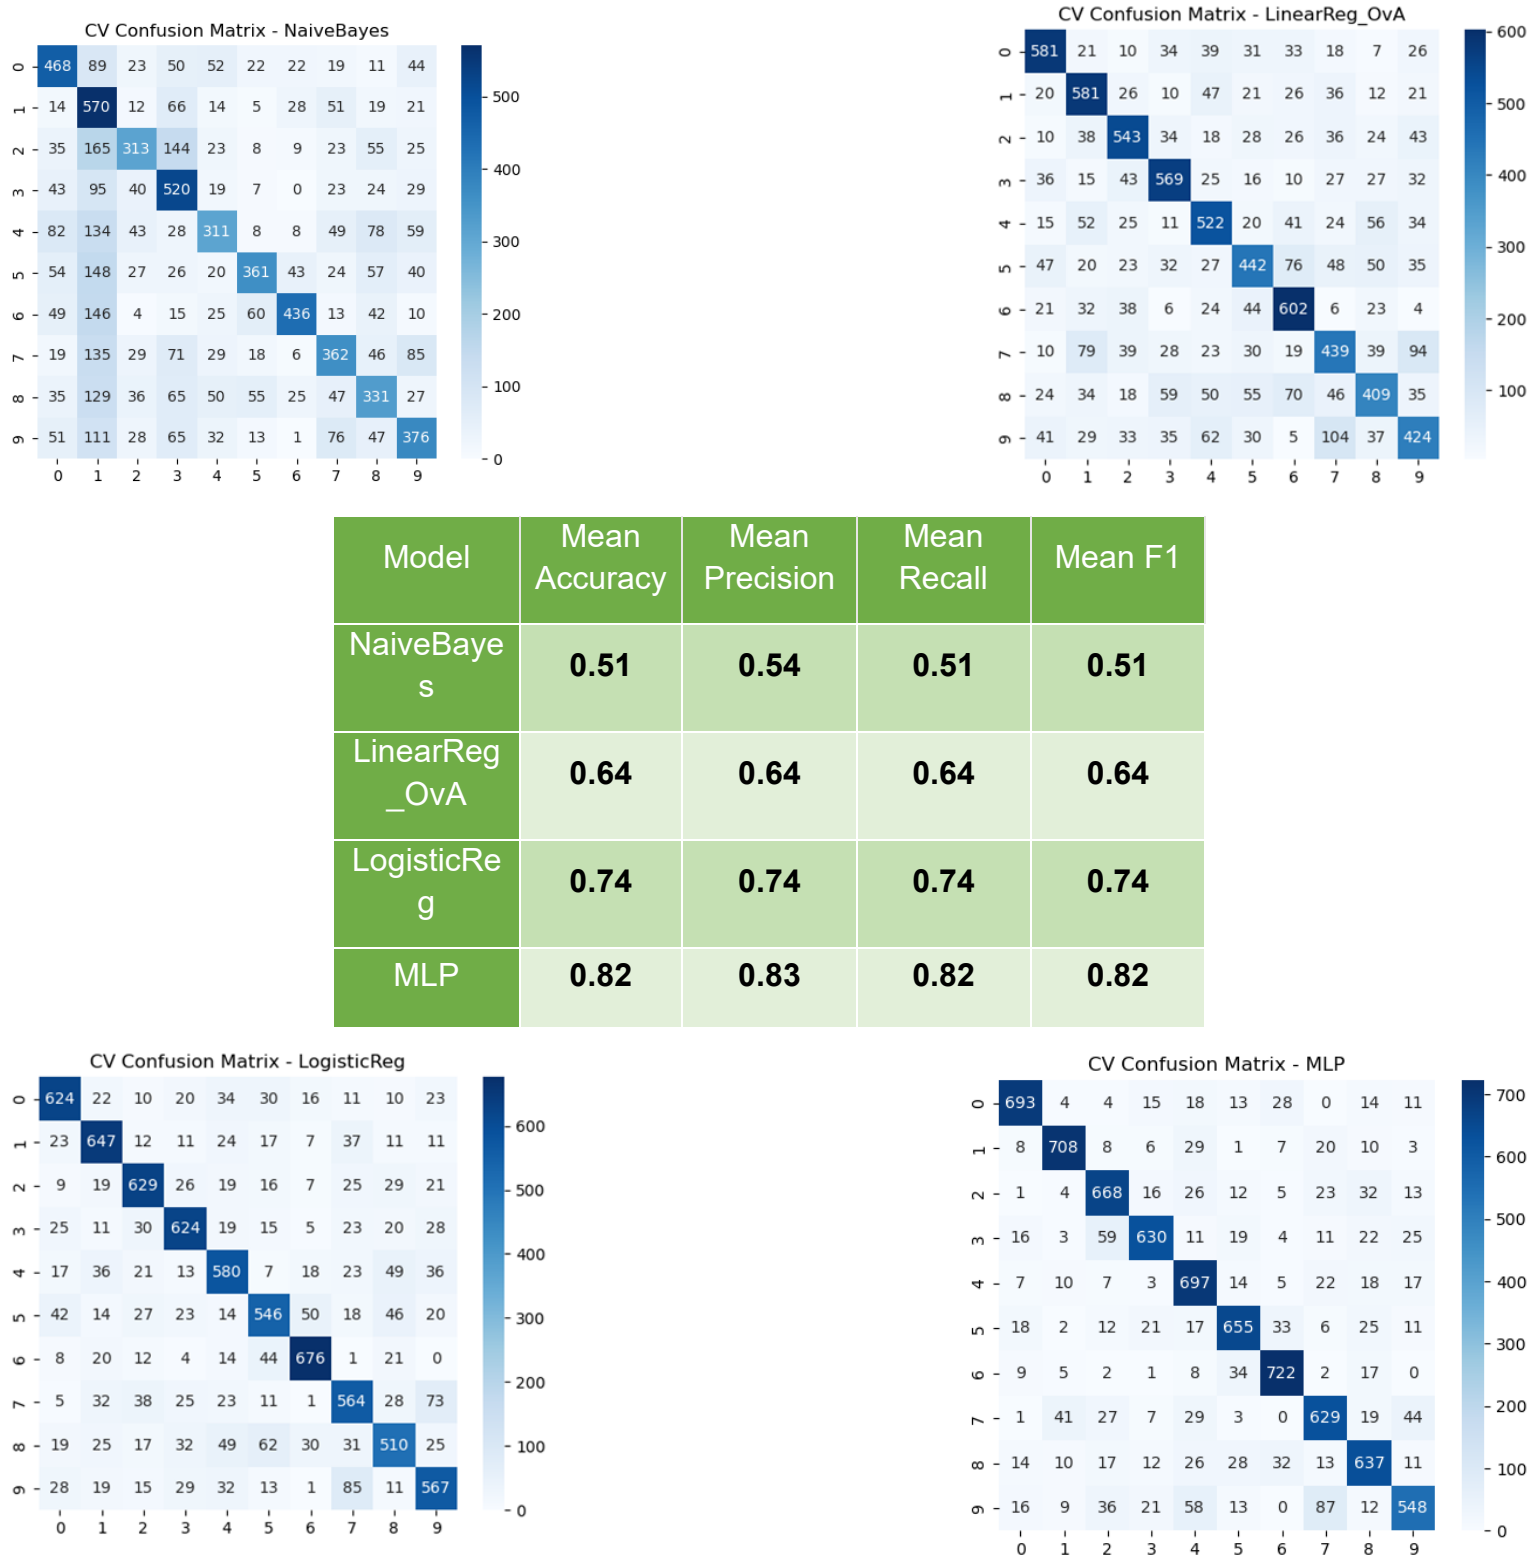 CV Confusion Matrix - NaiveBayes
0 468 89 23 50 52 22 22 19 11 44
1 14 570 12 66 14 5 28 51 19 21
2 35 165 313 144 23 8 9 23 55 25
3 43 95 40 520 19 7 0 23 24 29
4 82 134 43 28 311 8 8 49 78 59
5 54 148 27 26 20 361 43 24 57 40
6 49 146 4 15 25 60 436 13 42 10
7 19 135 29 71 29 18 6 362 46 85
8 35 129 36 65 50 55 25 47 331 27
9 51 111 28 65 32 13 1 76 47 376
0 1 2 3 4 5 6 7 8 9
500
400
300
200
100
0
CV Confusion Matrix - LinearReg_OvA
0 581 21 10 34 39 31 33 18 7 26
1 20 581 26 10 47 21 26 36 12 21
2 10 38 543 34 18 28 26 36 24 43
3 36 15 43 569 25 16 10 27 27 32
4 15 52 25 11 522 20 41 24 56 34
5 47 20 23 32 27 442 76 48 50 35
6 21 32 38 6 24 44 602 6 23 4
7 10 79 39 28 23 30 19 439 39 94
8 24 34 18 59 50 55 70 46 409 35
9 41 29 33 35 62 30 5 104 37 424
0 1 2 3 4 5 6 7 8 9
600
500
400
300
200
100
Model Mean Accuracy Mean Precision Mean Recall Mean F1
NaiveBayes 0.51 0.54 0.51 0.51
LinearReg_OvA 0.64 0.64 0.64 0.64
LogisticReg 0.74 0.74 0.74 0.74
MLP 0.82 0.83 0.82 0.82
CV Confusion Matrix - LogisticReg
0 624 22 10 20 34 30 16 11 10 23
1 23 647 12 11 24 17 7 37 11 11
2 9 19 629 26 19 16 7 25 29 21
3 25 11 30 624 19 15 5 23 20 28
4 17 36 21 13 580 7 18 23 49 36
5 42 14 27 23 14 546 50 18 46 20
6 8 20 12 4 14 44 676 1 21 0
7 5 32 38 25 23 11 1 564 28 73
8 19 25 17 32 49 62 30 31 510 25
9 28 19 15 29 32 13 1 85 11 567
0 1 2 3 4 5 6 7 8 9
600
500
400
300
200
100
0
CV Confusion Matrix - MLP
0 693 4 4 15 18 13 28 0 14 11
1 8 708 8 6 29 1 7 20 10 3
2 1 4 668 16 26 12 5 23 32 13
3 16 3 59 630 11 19 4 11 22 25
4 7 10 7 3 697 14 5 22 18 17
5 18 2 12 21 17 655 33 6 25 11
6 9 5 2 1 8 34 722 2 17 0
7 1 41 27 7 29 3 0 629 19 44
8 14 10 17 12 26 28 32 13 637 11
9 16 9 36 21 58 13 0 87 12 548
0 1 2 3 4 5 6 7 8 9
700
600
500
400
300
200
100
0